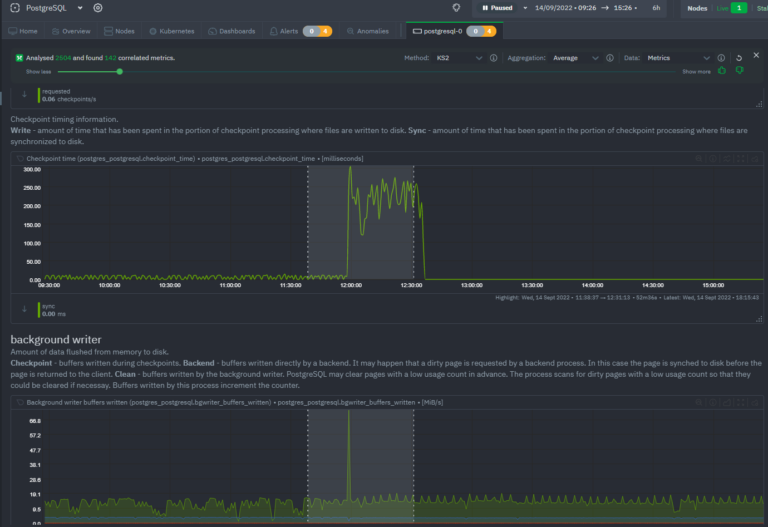 PostgreSQL
Paused 14/09/2022 • 09:26 → 15:26 • 6h
Nodes Live 1
Home Overview Nodes Kubernetes Dashboards Alerts 0 4 Anomalies postgresql-0 0 4
Analysed 2504 and found 142 correlated metrics. Method: KS2 Aggregation: Average Data: Metrics
Show less Show more
requested
0.06 checkpoints/s
Checkpoint timing information.
Write - amount of time that has been spent in the portion of checkpoint processing where files are written to disk. Sync - amount of time that has been spent in the portion of checkpoint processing where files are
synchronized to disk.
Checkpoint time (postgres_postgresql.checkpoint_time) • postgres_postgresql.checkpoint_time • [milliseconds]
300.00
250.00
200.00
150.00
100.00
50.00
0.00
09:30:00 10:00:00 10:30:00 11:00:00 11:30:00 12:00:00 12:30:00 13:00:00 13:30:00 14:00:00 14:30:00 15:00:00
Highlight: Wed, 14 Sept 2022 • 11:38:37 → 12:31:13 • 52m36s • Latest: Wed, 14 Sept 2022 • 18:15:43
sync
0.00 ms
background writer
Amount of data flushed from memory to disk.
Checkpoint - buffers written during checkpoints. Backend - buffers written directly by a backend. It may happen that a dirty page is requested by a backend process. In this case the page is synched to disk before the
page is returned to the client. Clean - buffers written by the background writer. PostgreSQL may clear pages with a low usage count in advance. The process scans for dirty pages with a low usage count so that they
could be cleared if necessay. Buffers written by this process increment the counter.
Background writer buffers written (postgres_postgresql.bgwriter_buffers_written) • postgres_postgresql.bgwriter_buffers_written • [MiB/s]
66.8
57.2
47.7
38.1
28.6
19.1
9.5
0.0